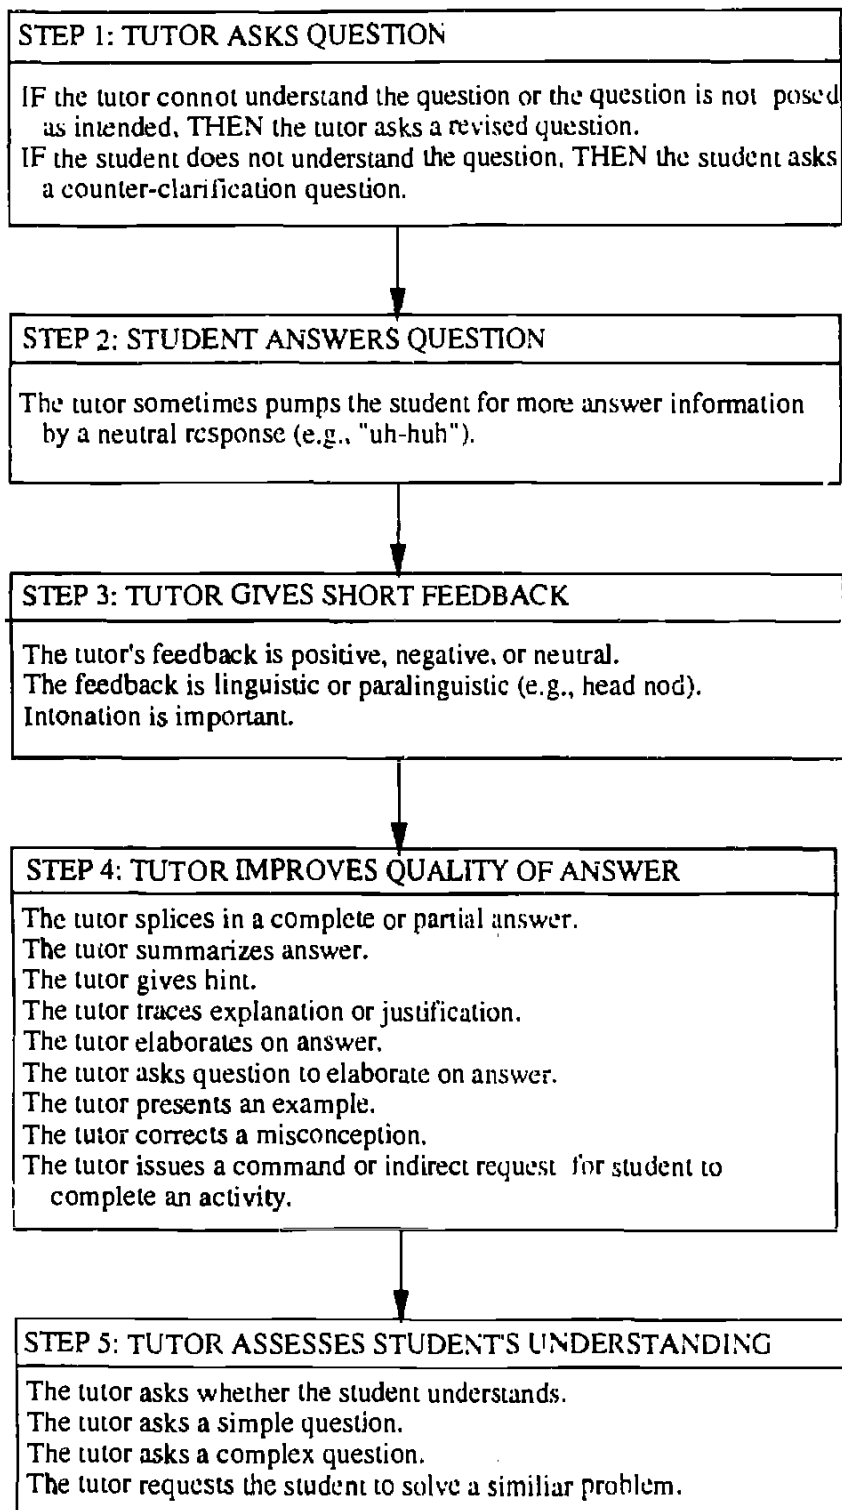 STEP 1: TUTOR ASKS QUESTION
IF the tutor connot understand the question or the question is not posed
as intended, THEN the tutor asks a revised question.
IF the student does not understand the question, THEN the student asks
a counter-clarification question.
STEP 2: STUDENT ANSWERS QUESTION
The tutor sometimes pumps the student for more answer information
by a neutral response (e.g., "uh-huh").
STEP 3: TUTOR GIVES SHORT FEEDBACK
The tutor's feedback is positive, negative, or neutral.
The feedback is linguistic or paralinguistic (e.g., head nod).
Intonation is important.
STEP 4: TUTOR IMPROVES QUALITY OF ANSWER
The tutor splices in a complete or partial answer.
The tutor summarizes answer.
The tutor gives hint.
The tutor traces explanation or justification.
The tutor elaborates on answer.
The tutor asks question to elaborate on answer.
The tutor presents an example.
The tutor corrects a misconception.
The tutor issues a command or indirect request for student to
complete an activity.
STEP 5: TUTOR ASSESSES STUDENT'S UNDERSTANDING
The tutor asks whether the student understands.
The tutor asks a simple question.
The tutor asks a complex question.
The tutor requests the student to solve a similiar problem.